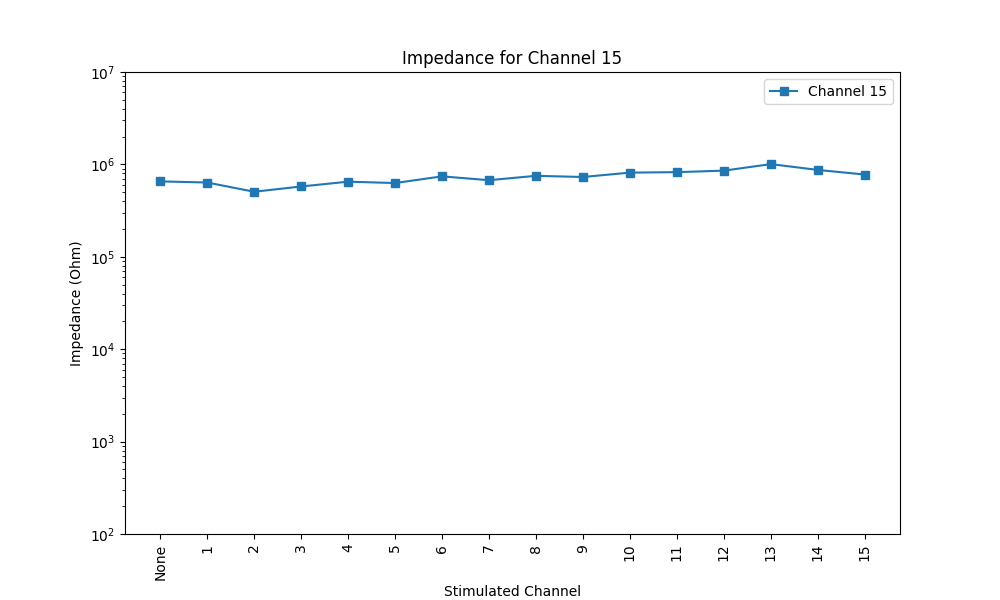 Impedance for Channel 15
Channel 15
Impedance (Ohm)
10^7
10^6
10^5
10^4
10^3
10^2
None 1 2 3 4 5 6 7 8 9 10 11 12 13 14 15
Stimulated Channel